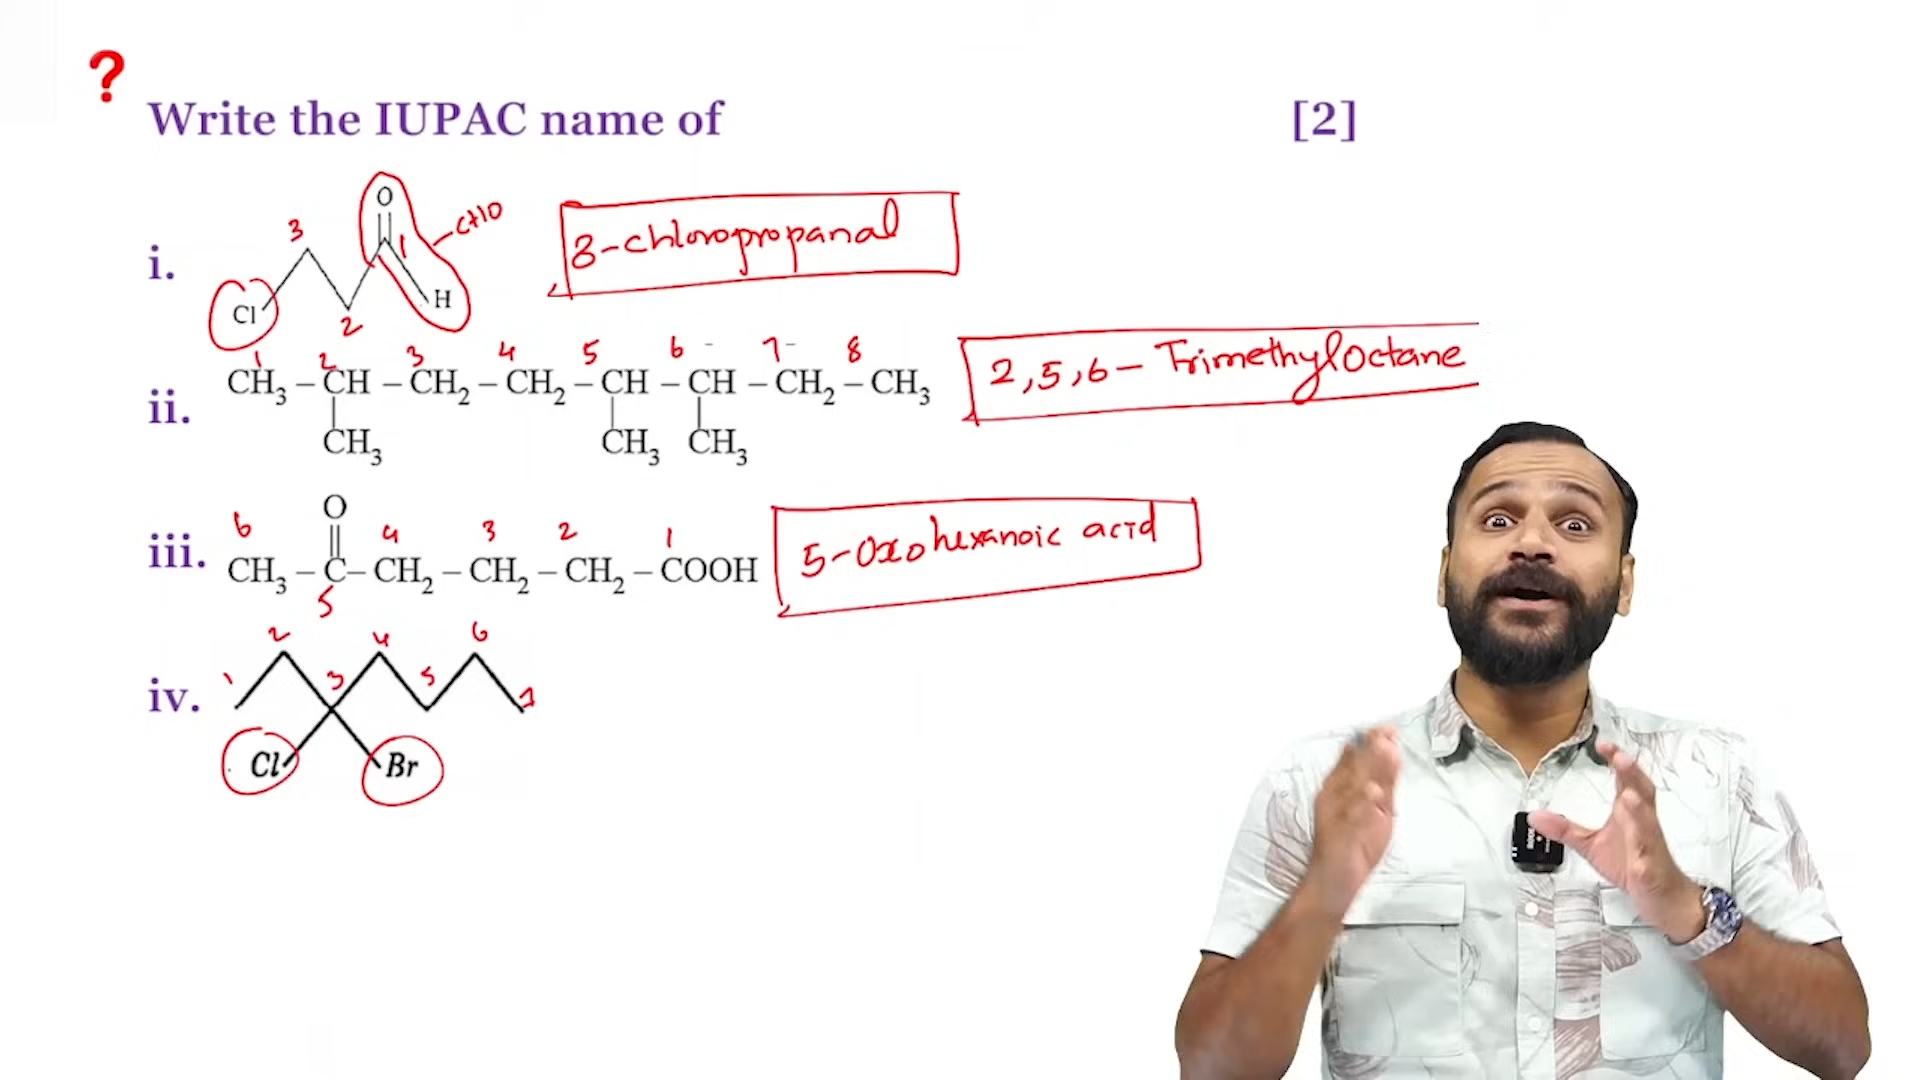 ?
Write the IUPAC name of [2]
i.
O
Cl
H
3
2
1
CHO
3-chloropropanal
ii.
1 2 3 4 5 6 7 8
CH₃ – CH – CH₂ – CH₂ – CH – CH – CH₂ – CH₃
CH₃ CH₃ CH₃
2,5,6 – TrimethylOctane
iii.
O
6 4 3 2 1
CH₃ – C – CH₂ – CH₂ – CH₂ – COOH
5
5-Oxohexanoic acid
iv.
2 4 6
1 3 5 7
Cl Br